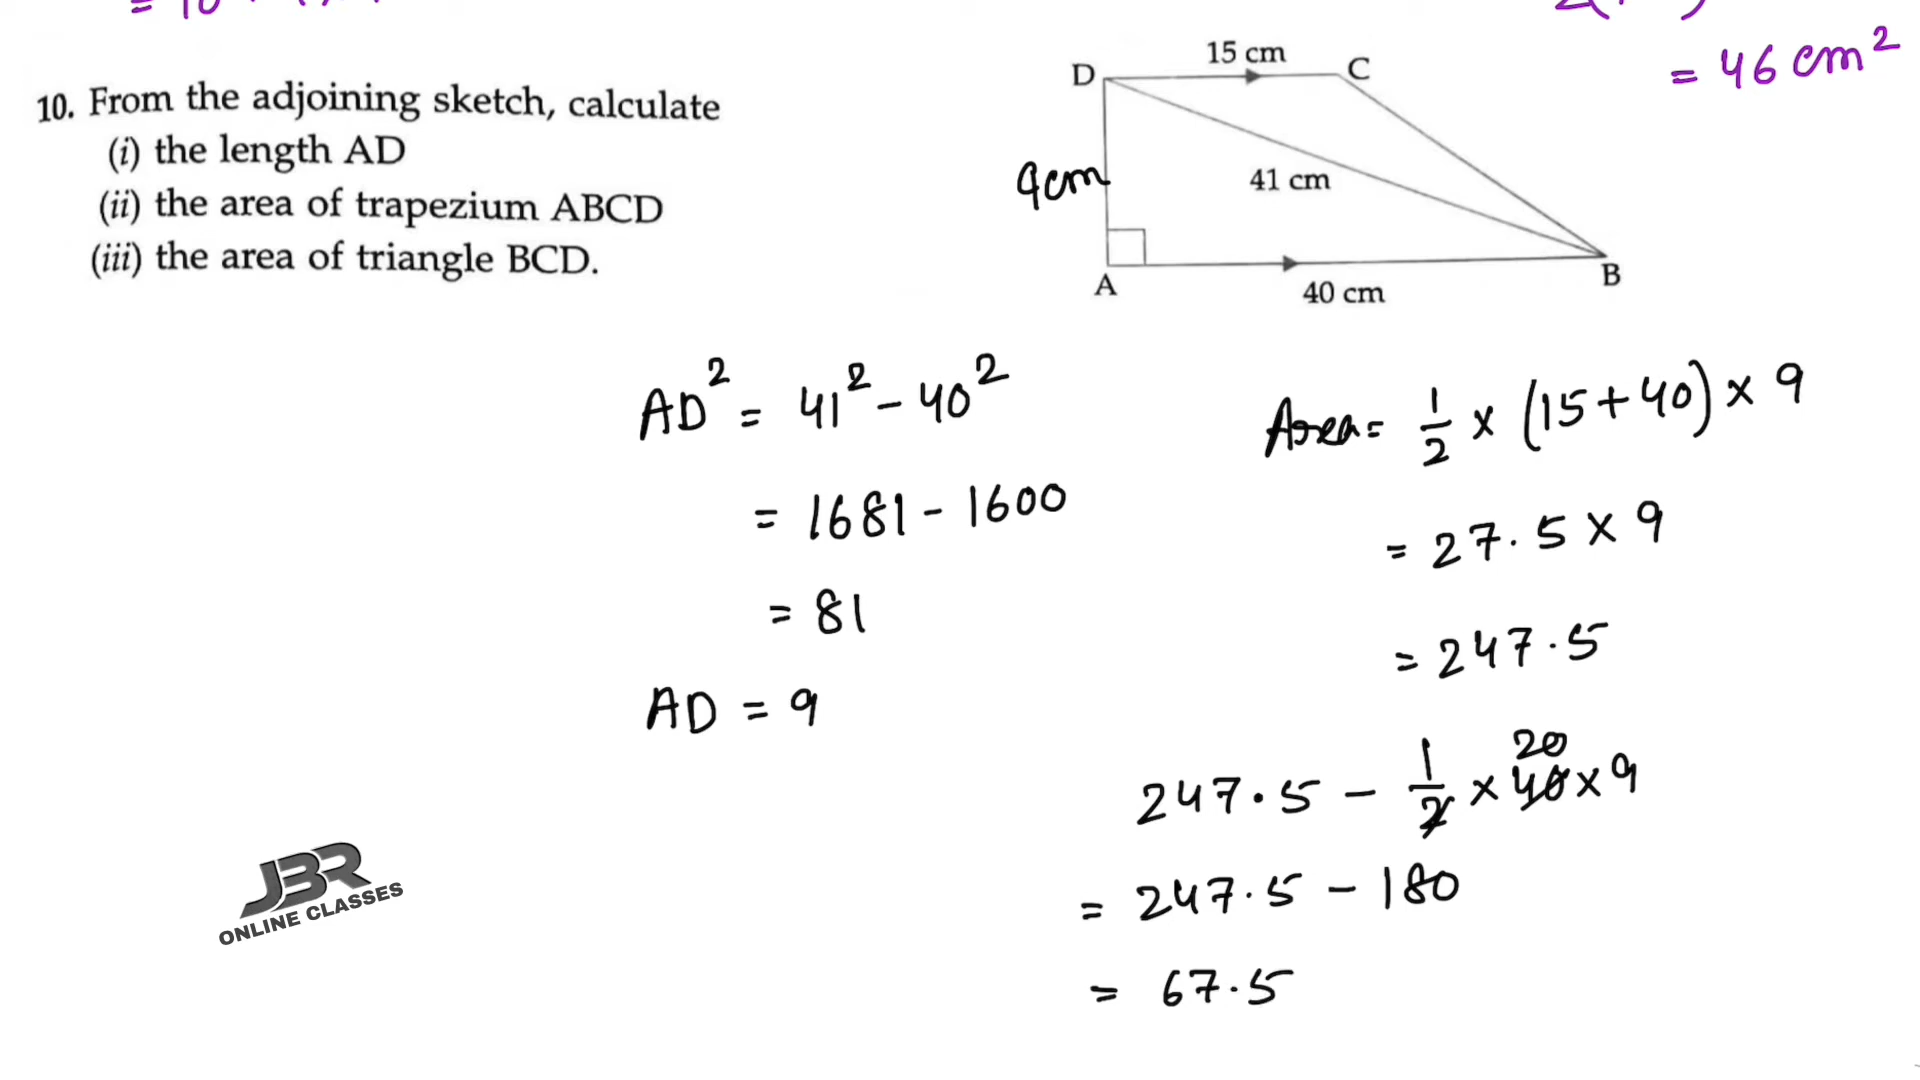 = 46 cm²
10. From the adjoining sketch, calculate
(i) the length AD
(ii) the area of trapezium ABCD
(iii) the area of triangle BCD.
D
15 cm
C
9cm
41 cm
A
40 cm
B
AD² = 41² - 40²
= 1681 - 1600
= 81
AD = 9
Area = 1/2 × (15+40) × 9
= 27.5 × 9
= 247.5
247.5 - 1/2 × 40 × 9
20
= 247.5 - 180
= 67.5
JBR
ONLINE CLASSES